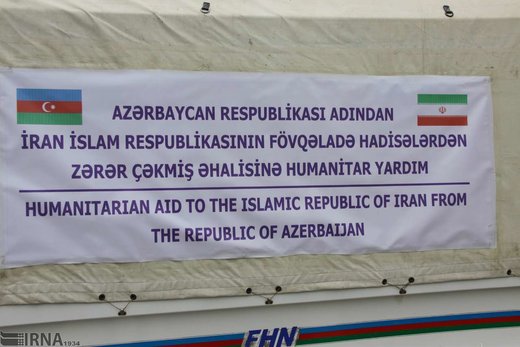 AZƏRBAYCAN RESPUBLİKASI ADINDAN
İRAN İSLAM RESPUBLİKASININ FÖVQƏLADƏ HADİSƏLƏRDƏN
ZƏRƏR ÇƏKMİŞ ƏHALİSİNƏ HUMANİTAR YARDIM
HUMANITARIAN AID TO THE ISLAMIC REPUBLIC OF IRAN FROM
THE REPUBLIC OF AZERBAIJAN
FHN
IRNA 1934